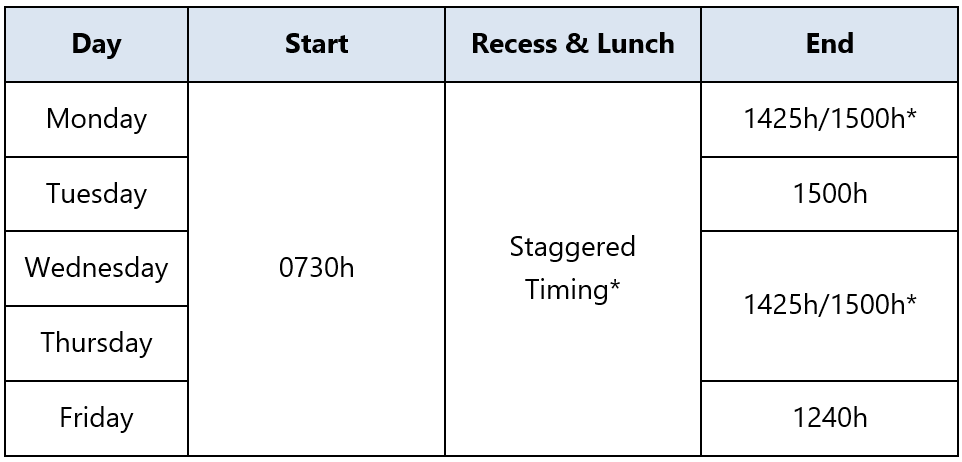 Day Start Recess & Lunch End
Monday 1425h/1500h*
Tuesday 1500h
Wednesday 0730h Staggered
Timing* 1425h/1500h*
Thursday
Friday 1240h